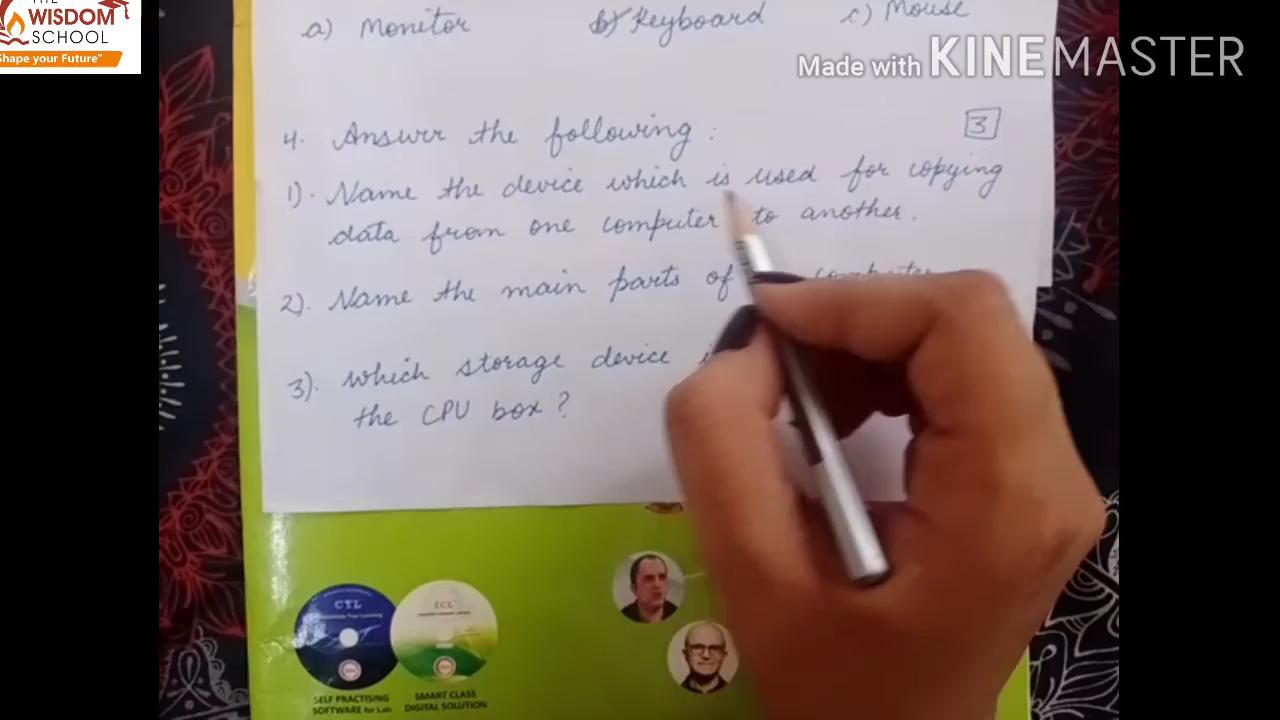 THE
WISDOM
SCHOOL
Shape your Future"
Made with KINEMASTER
a) Monitor b) Keyboard c) Mouse
4. Answer the following : 3
1). Name the device which is used for copying
data from one computer to another.
2). Name the main parts of
3). which storage device
the CPU box ?
CYL
ICL
SELF PRACTISING
SOFTWARE for Lab
SMART CLASS
DIGITAL SOLUTION